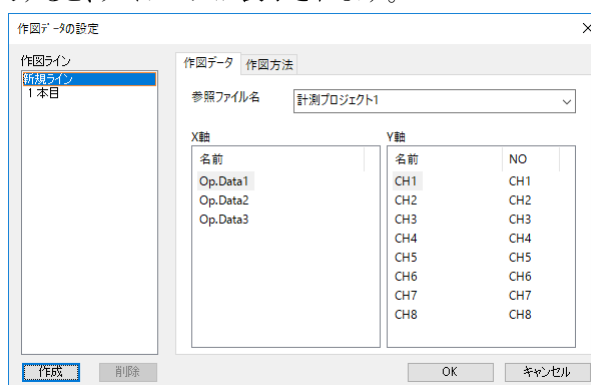 作図データの設定
作図ライン
新規ライン
1本目
作図データ 作図方法
参照ファイル名 計測プロジェクト1
X軸
名前
Op.Data1
Op.Data2
Op.Data3
Y軸
名前 NO
CH1 CH1
CH2 CH2
CH3 CH3
CH4 CH4
CH5 CH5
CH6 CH6
CH7 CH7
CH8 CH8
作成 削除 OK キャンセル